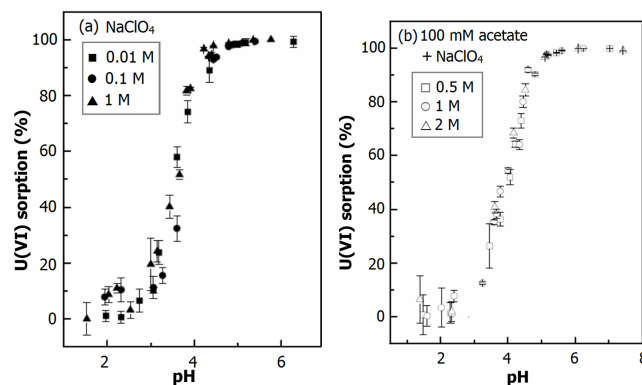 (a) NaClO₄
■ 0.01 M
● 0.1 M
▲ 1 M
U(VI) sorption (%)
100
80
60
40
20
0
2
4
6
pH
(b) 100 mM acetate
+ NaClO₄
□ 0.5 M
○ 1 M
△ 2 M
U(VI) sorption (%)
100
80
60
40
20
0
2
4
6
8
pH